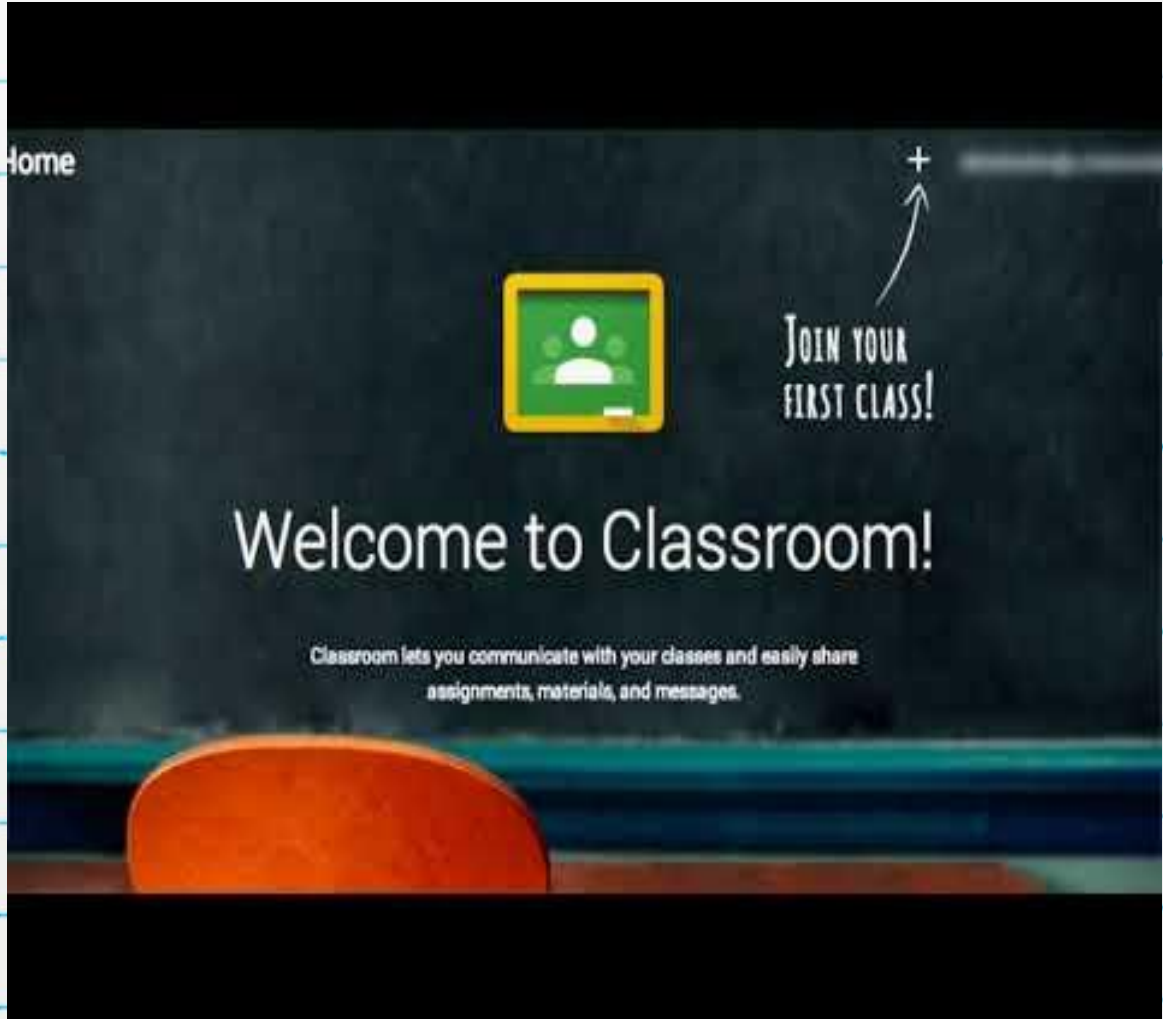 Home
+
JOIN YOUR
FIRST CLASS!
Welcome to Classroom!
Classroom lets you communicate with your classes and easily share
assignments, materials, and messages.